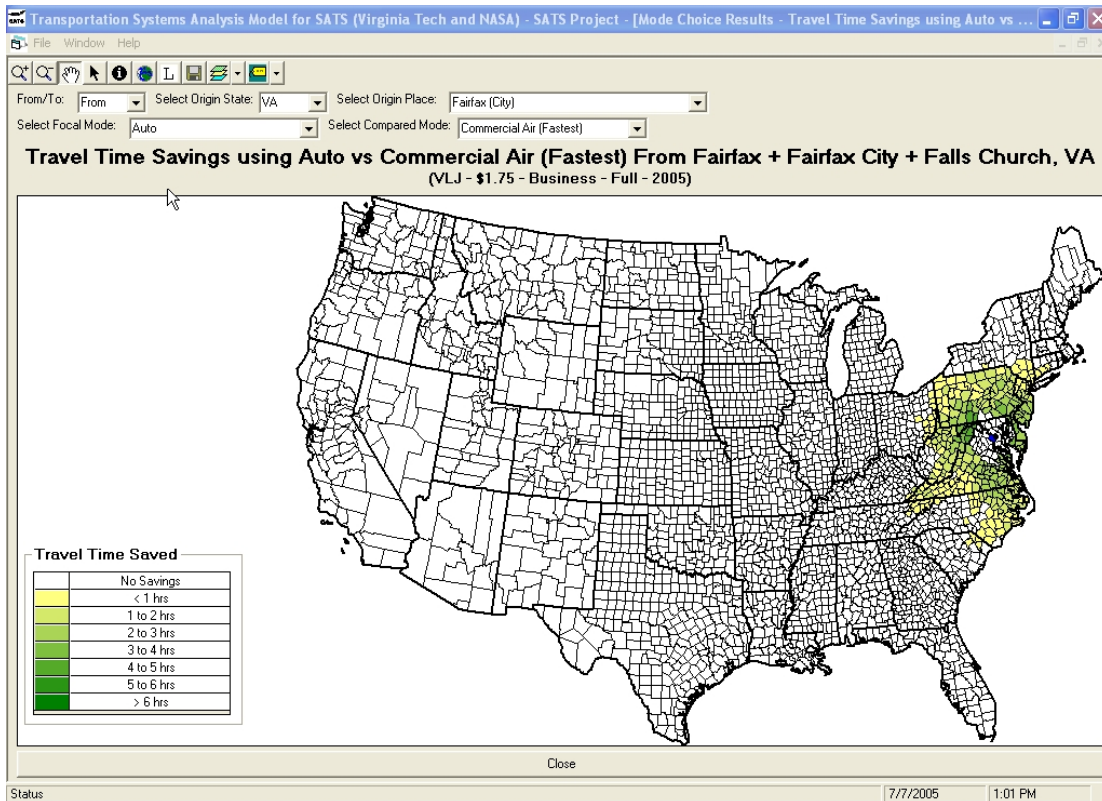 Transportation Systems Analysis Model for SATS (Virginia Tech and NASA) - SATS Project - [Mode Choice Results - Travel Time Savings using Auto vs ...
File Window Help
L
From/To: From Select Origin State: VA Select Origin Place: Fairfax (City)
Select Focal Mode: Auto Select Compared Mode: Commercial Air (Fastest)
Travel Time Savings using Auto vs Commercial Air (Fastest) From Fairfax + Fairfax City + Falls Church, VA
(VLJ - $1.75 - Business - Full - 2005)
Travel Time Saved
No Savings
< 1 hrs
1 to 2 hrs
2 to 3 hrs
3 to 4 hrs
4 to 5 hrs
5 to 6 hrs
> 6 hrs
Close
Status 7/7/2005 1:01 PM